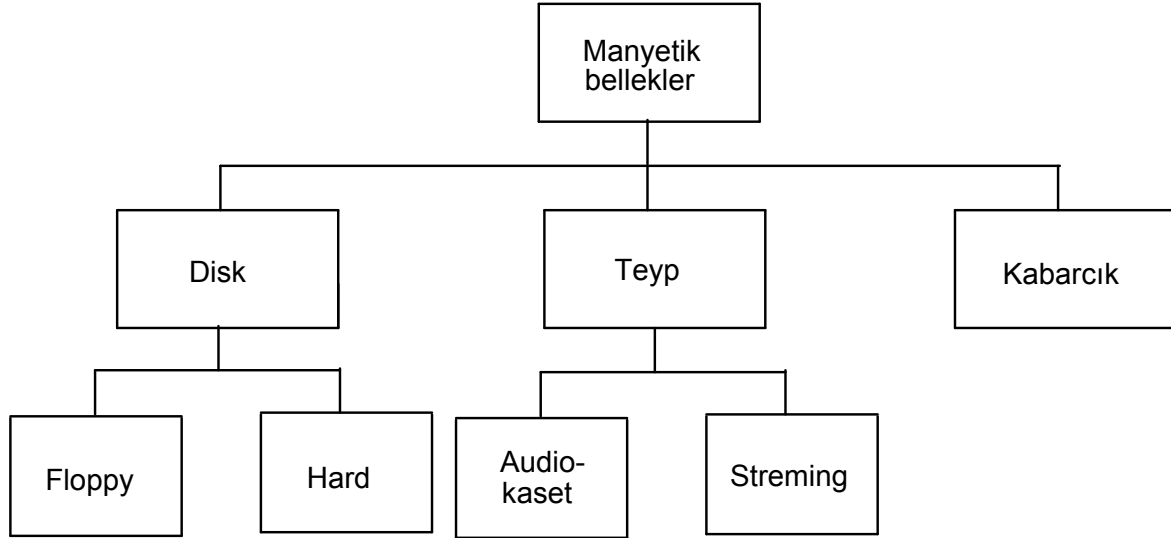 Manyetik
bellekler
Disk
Teyp
Kabarcık
Floppy
Hard
Audio-
kaset
Streming